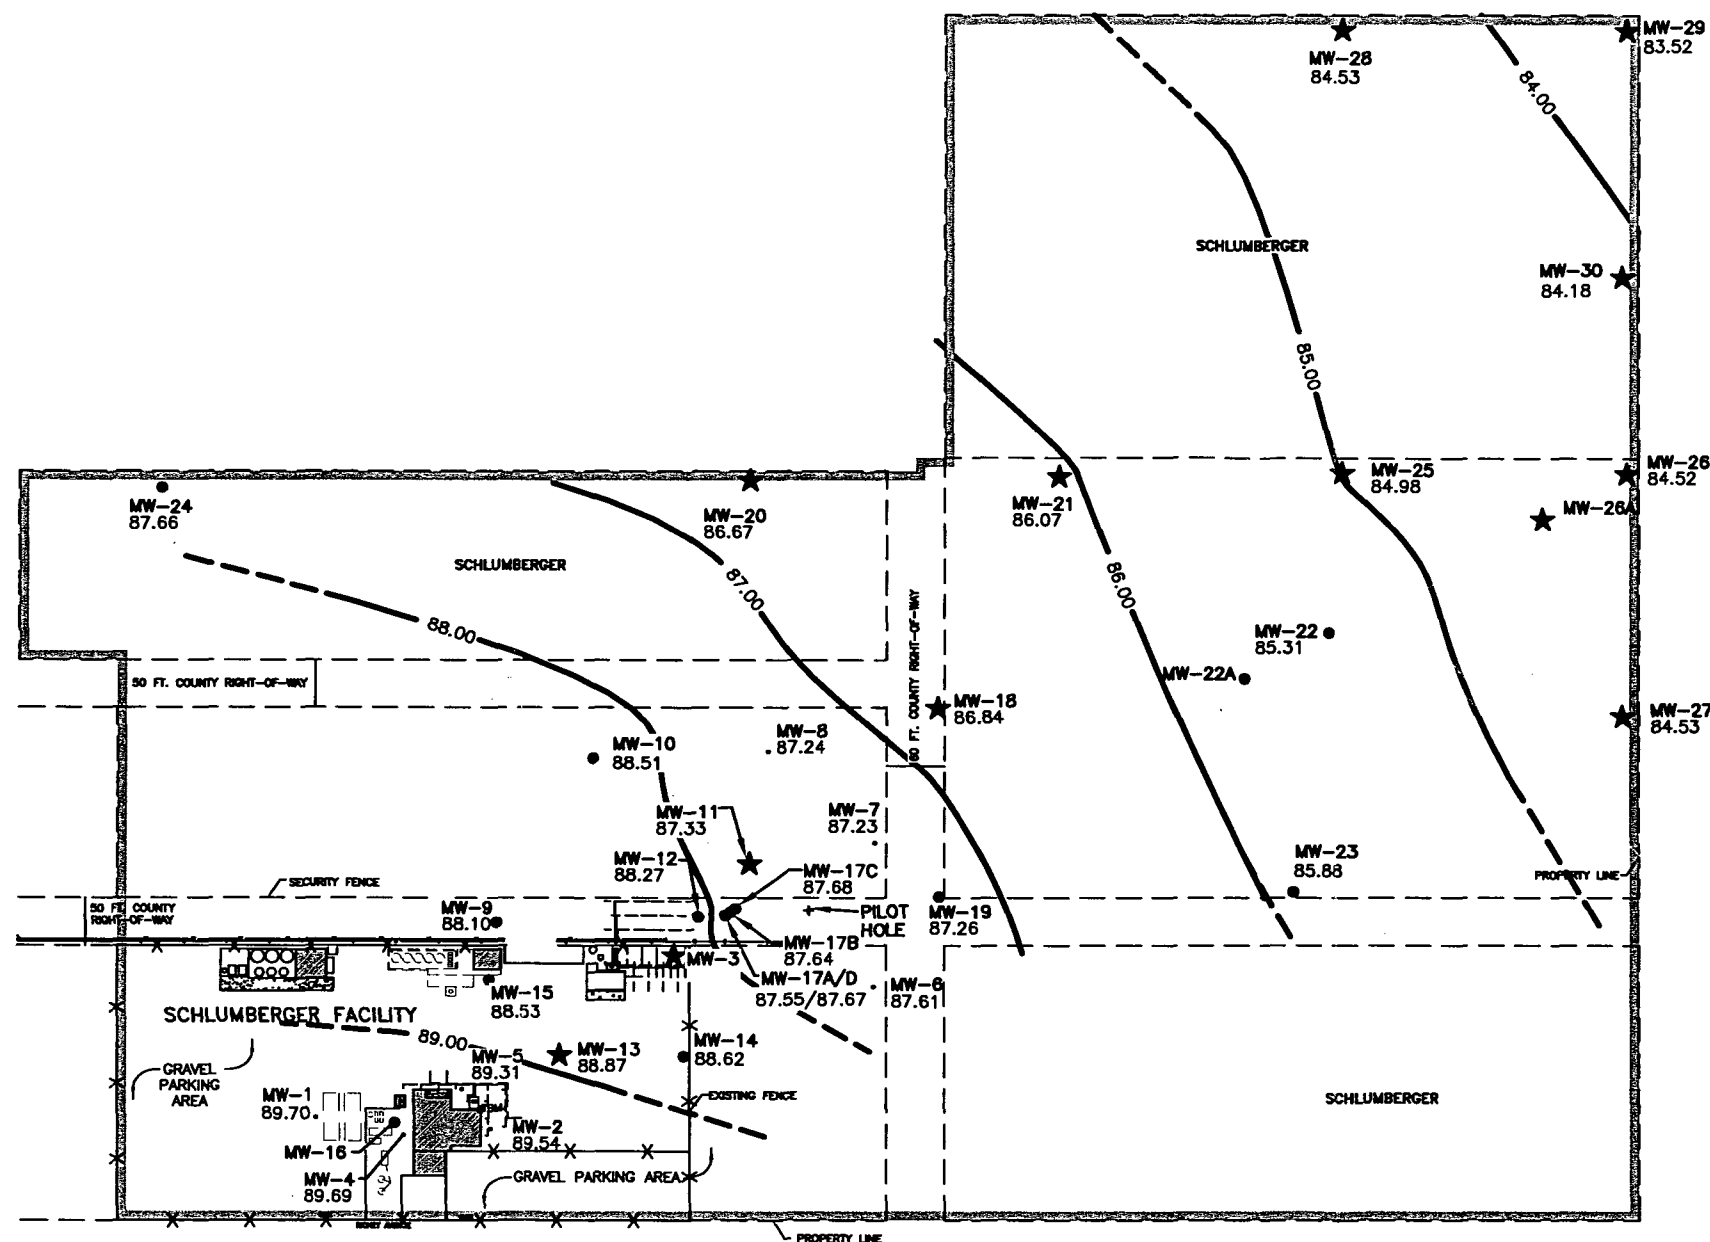 MW-29
83.52
MW-28
84.53
84.00
SCHLUMBERGER
MW-30
84.18
85.00
MW-24
87.66
MW-20
86.67
MW-21
86.07
MW-25
84.98
MW-26
84.52
MW-26A
SCHLUMBERGER
87.00
86.00
88.00
60 FT. COUNTY RIGHT-OF-WAY
MW-22
85.31
MW-22A
50 FT. COUNTY RIGHT-OF-WAY
MW-18
86.84
MW-27
84.53
MW-10
88.51
MW-8
87.24
MW-11
87.33
MW-7
87.23
MW-12
88.27
MW-17C
87.68
MW-23
85.88
PROPERTY LINE
SECURITY FENCE
50 FT. COUNTY
RIGHT-OF-WAY
MW-9
88.10
PILOT
HOLE
MW-19
87.26
MW-17B
87.64
MW-3
MW-17A/D
87.55/87.67
MW-6
87.61
MW-15
88.53
SCHLUMBERGER FACILITY
89.00
MW-5
89.31
MW-13
88.87
MW-14
88.62
GRAVEL
PARKING
AREA
MW-1
89.70
EXISTING FENCE
SCHLUMBERGER
MW-2
89.54
MW-16
MW-4
89.69
GRAVEL PARKING AREA
PROPERTY LINE